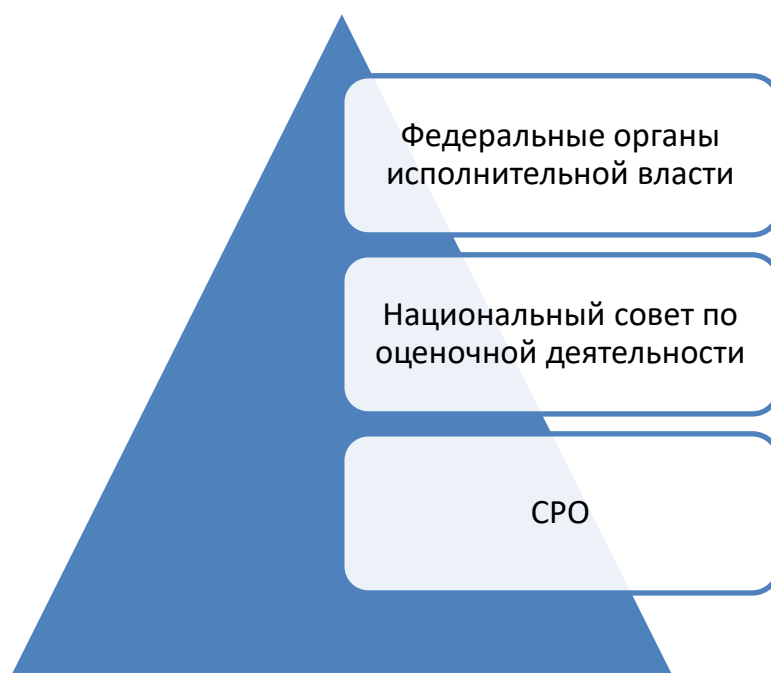 Федеральные органы
исполнительной власти
Национальный совет по
оценочной деятельности
СРО